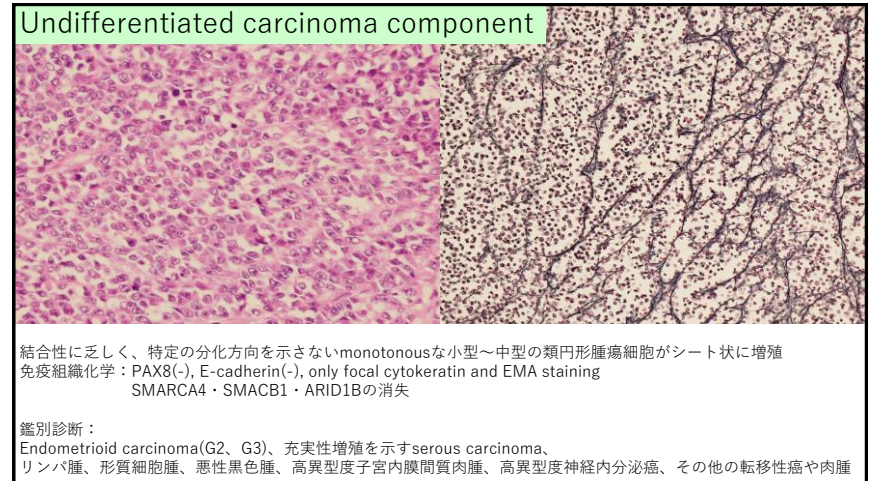 Undifferentiated carcinoma component
結合性に乏しく、特定の分化方向を示さないmonotonousな小型～中型の類円形腫瘍細胞がシート状に増殖
免疫組織化学：PAX8(-), E-cadherin(-), only focal cytokeratin and EMA staining
SMARCA4・SMACB1・ARID1Bの消失
鑑別診断：
Endometrioid carcinoma(G2、G3)、充実性増殖を示すserous carcinoma、
リンパ腫、形質細胞腫、悪性黒色腫、高異型度子宮内膜間質肉腫、高異型度神経内分泌癌、その他の転移性癌や肉腫